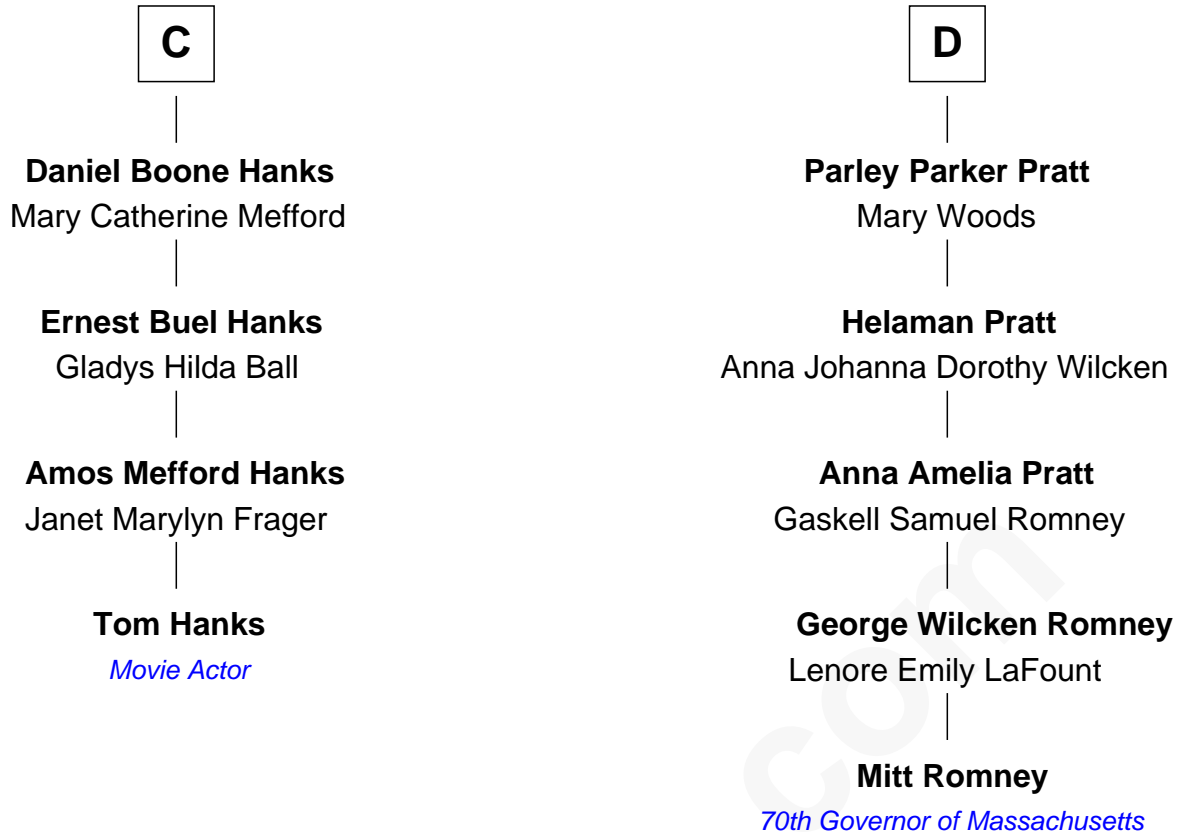 C
Daniel Boone Hanks
Mary Catherine Mefford
Ernest Buel Hanks
Gladys Hilda Ball
Amos Mefford Hanks
Janet Marylyn Frager
Tom Hanks
Movie Actor
D
Parley Parker Pratt
Mary Woods
Helaman Pratt
Anna Johanna Dorothy Wilcken
Anna Amelia Pratt
Gaskell Samuel Romney
George Wilcken Romney
Lenore Emily LaFount
Mitt Romney
70th Governor of Massachusetts
com